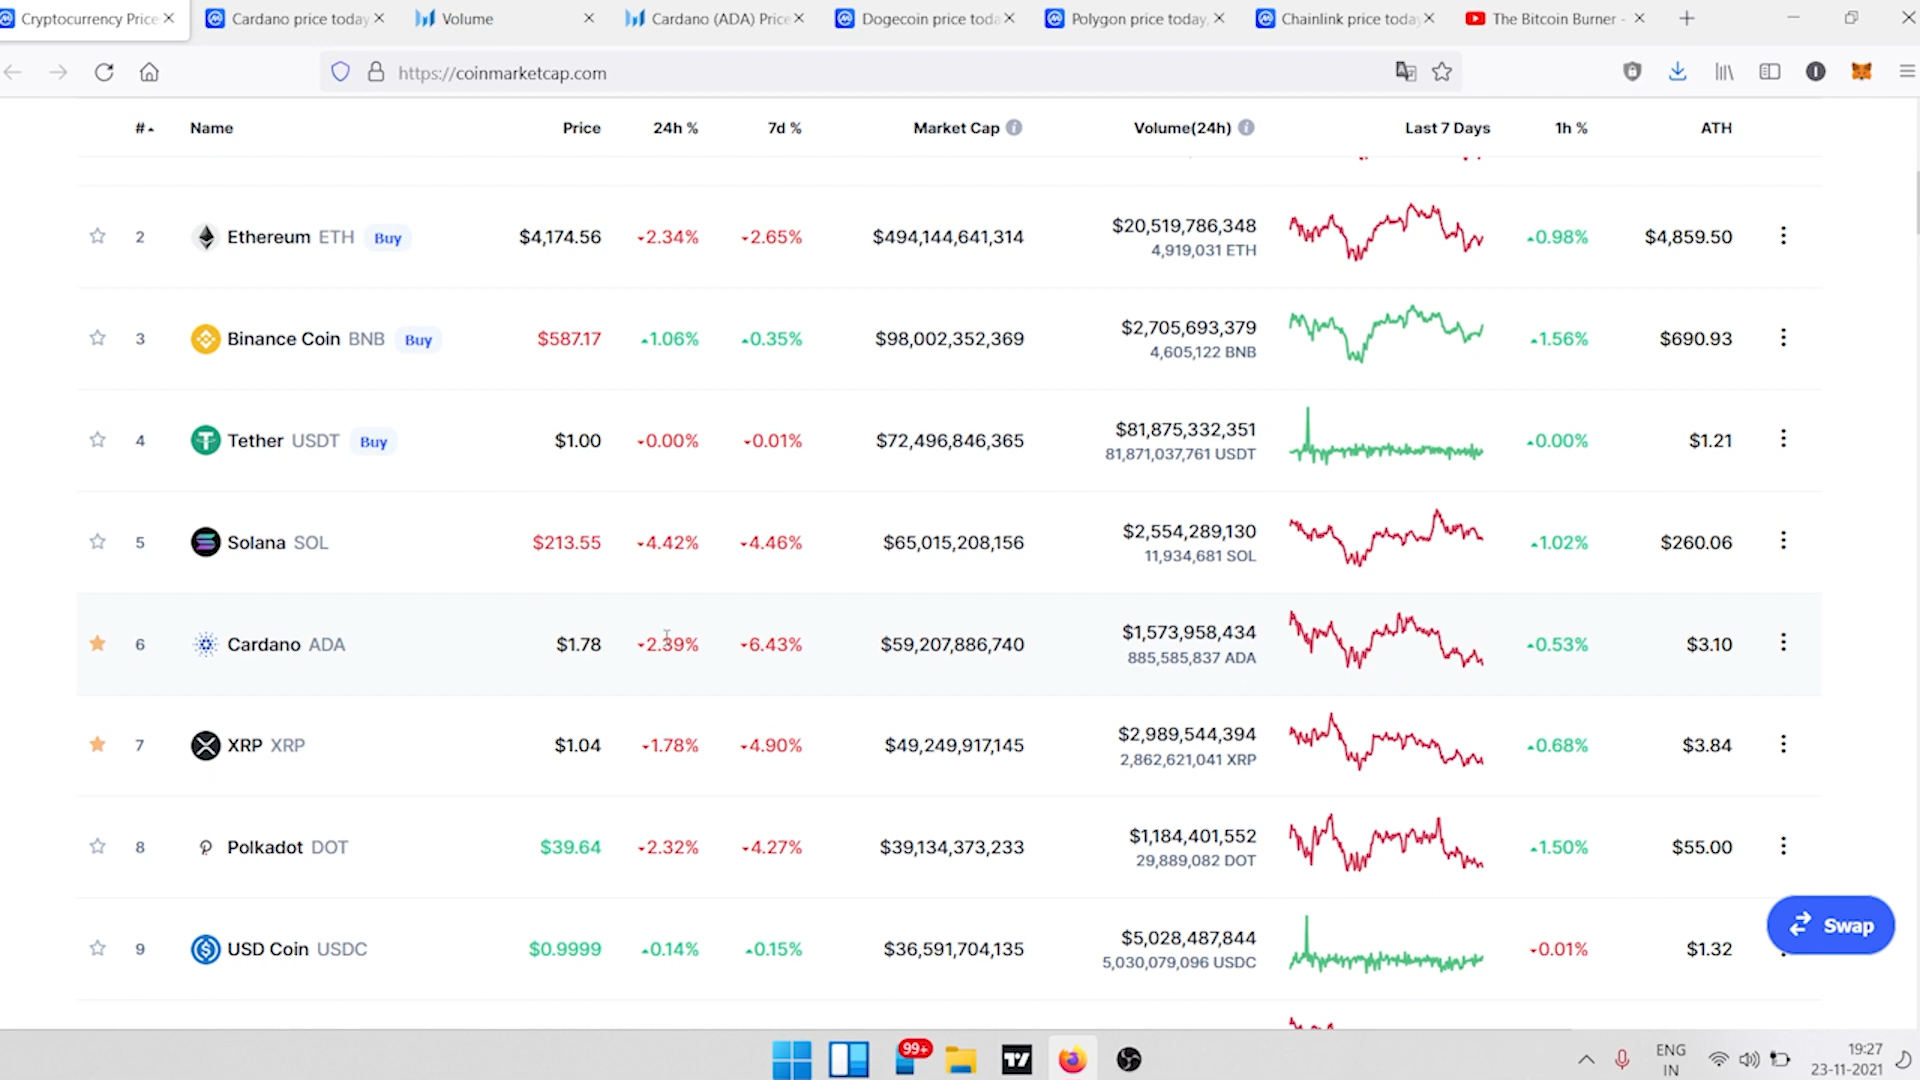 Cryptocurrency Price
Cardano price today
Volume
Cardano (ADA) Price
Dogecoin price toda
Polygon price today,
Chainlink price today
The Bitcoin Burner -
https://coinmarketcap.com
# Name Price 24h % 7d % Market Cap Volume(24h) Last 7 Days 1h % ATH
2 Ethereum ETH Buy $4,174.56 2.34% 2.65% $494,144,641,314 $20,519,786,348 0.98% $4,859.50
4,919,031 ETH
3 Binance Coin BNB Buy $587.17 1.06% 0.35% $98,002,352,369 $2,705,693,379 1.56% $690.93
4,605,122 BNB
4 Tether USDT Buy $1.00 0.00% 0.01% $72,496,846,365 $81,875,332,351 0.00% $1.21
81,871,037,761 USDT
5 Solana SOL $213.55 4.42% 4.46% $65,015,208,156 $2,554,289,130 1.02% $260.06
11,934,681 SOL
6 Cardano ADA $1.78 2.39% 6.43% $59,207,886,740 $1,573,958,434 0.53% $3.10
885,585,837 ADA
7 XRP XRP $1.04 1.78% 4.90% $49,249,917,145 $2,989,544,394 0.68% $3.84
2,862,621,041 XRP
8 Polkadot DOT $39.64 2.32% 4.27% $39,134,373,233 $1,184,401,552 1.50% $55.00
29,889,082 DOT
Swap
9 USD Coin USDC $0.9999 0.14% 0.15% $36,591,704,135 $5,028,487,844 0.01% $1.32
5,030,079,096 USDC
99+
ENG
IN
19:27
23-11-2021